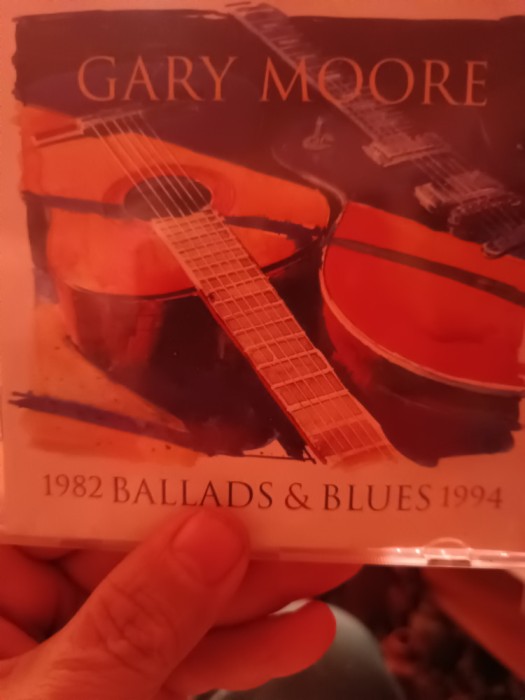 GARY MOORE
1982 BALLADS & BLUES 1994